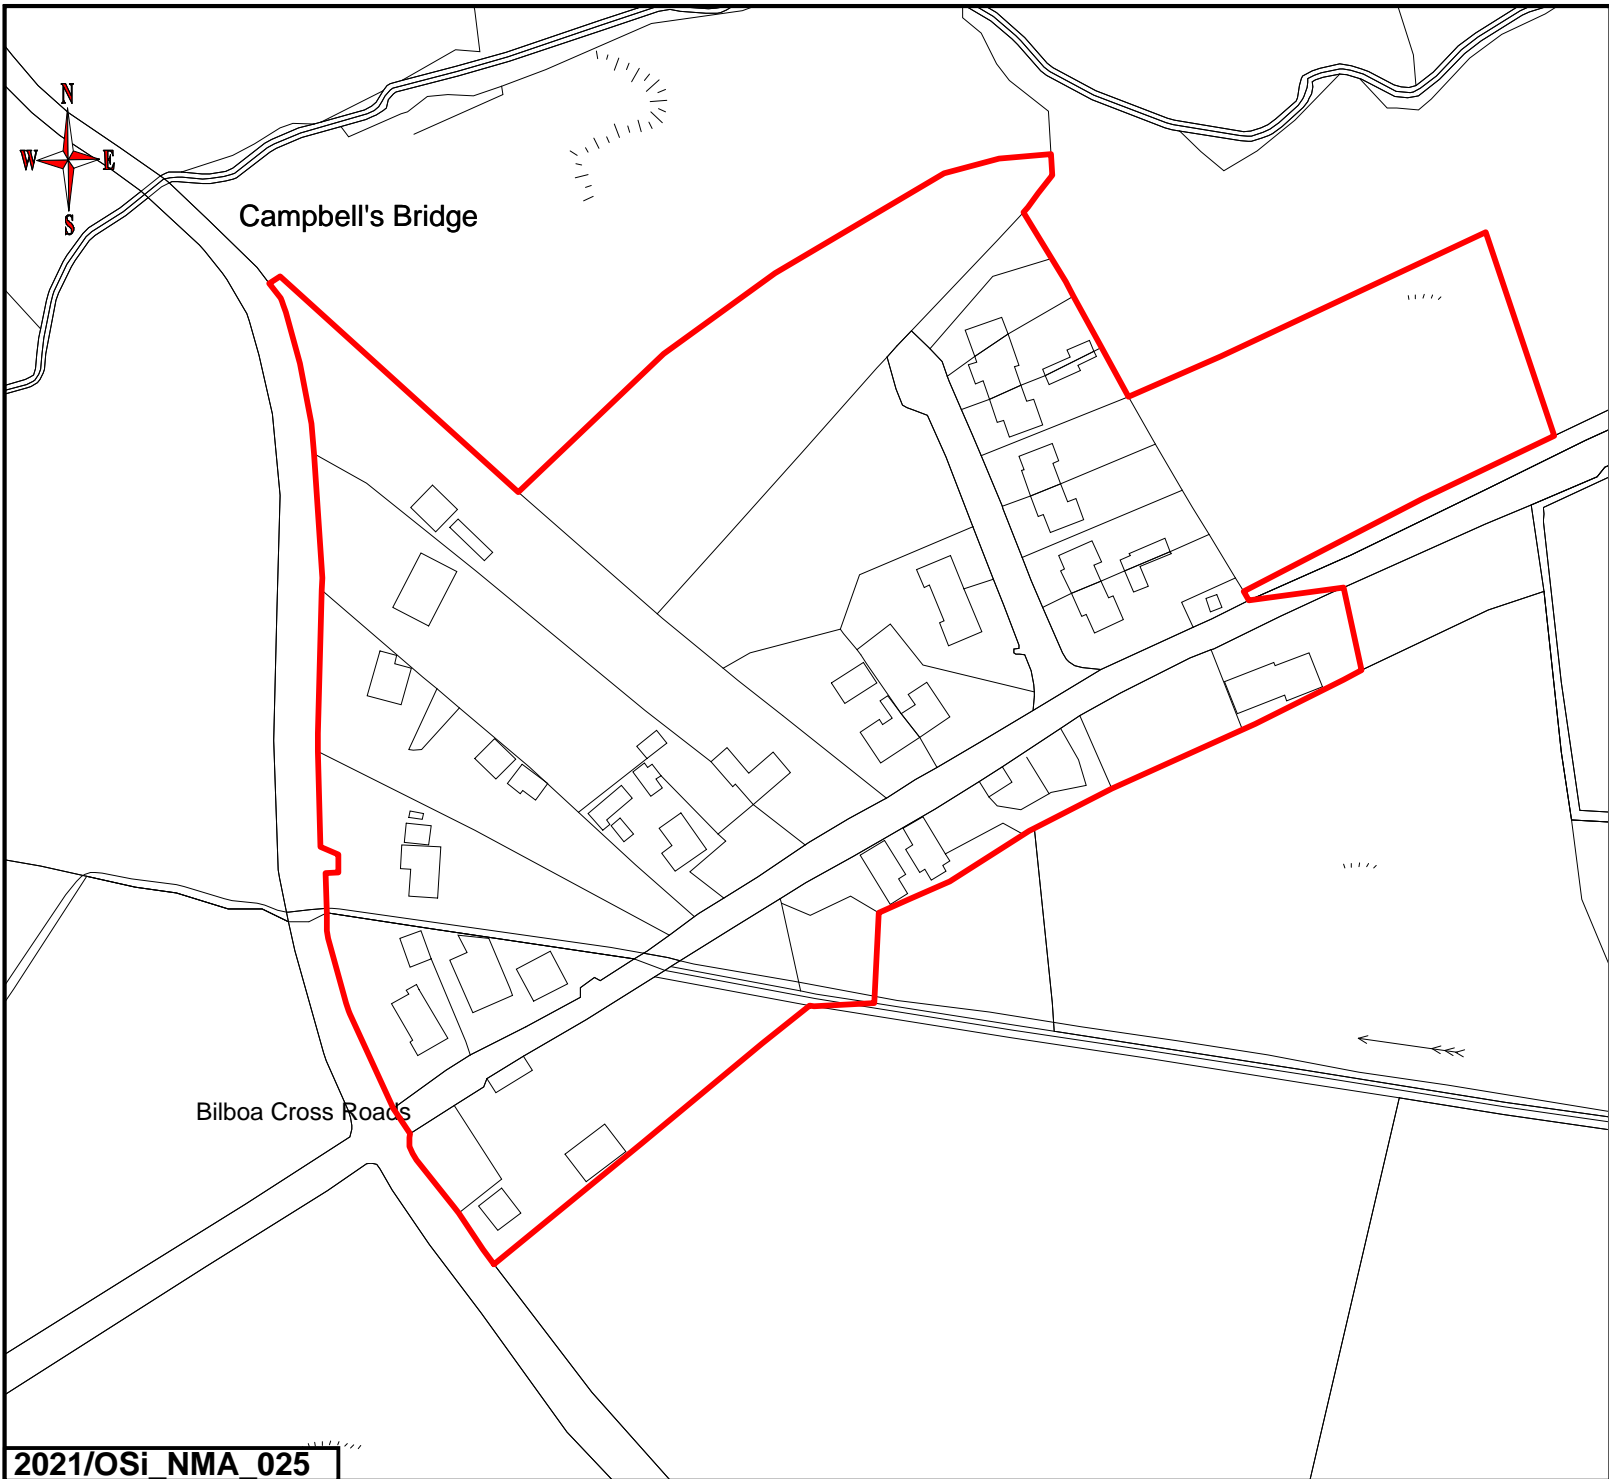 N
W E
S
Campbell's Bridge
Bilboa Cross Roads
2021/OSi_NMA_025